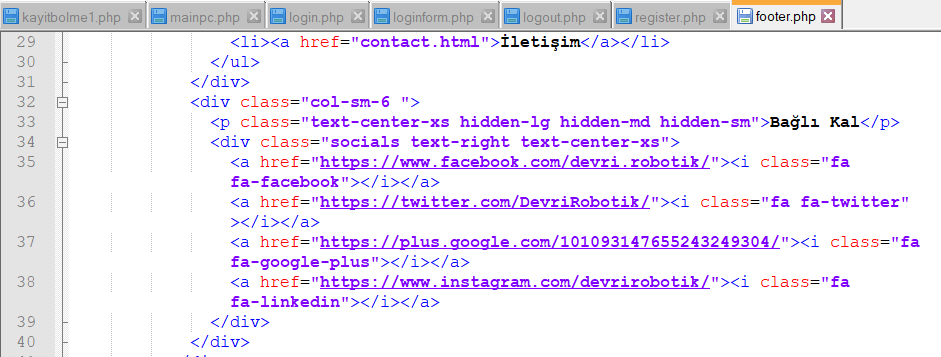 kayitbolme1.php mainpc.php login.php loginform.php logout.php register.php footer.php
29 <li><a href="contact.html">İletişim</a></li>
30 </ul>
31 </div>
32 <div class="col-sm-6 ">
33 <p class="text-center-xs hidden-lg hidden-md hidden-sm">Bağlı Kal</p>
34 <div class="socials text-right text-center-xs">
35 <a href="https://www.facebook.com/devri.robotik/"><i class="fa
fa-facebook"></i></a>
36 <a href="https://twitter.com/DevriRobotik/"><i class="fa fa-twitter"
></i></a>
37 <a href="https://plus.google.com/101093147655243249304/"><i class="fa
fa-google-plus"></i></a>
38 <a href="https://www.instagram.com/devrirobotik/"><i class="fa
fa-linkedin"></i></a>
39 </div>
40 </div>